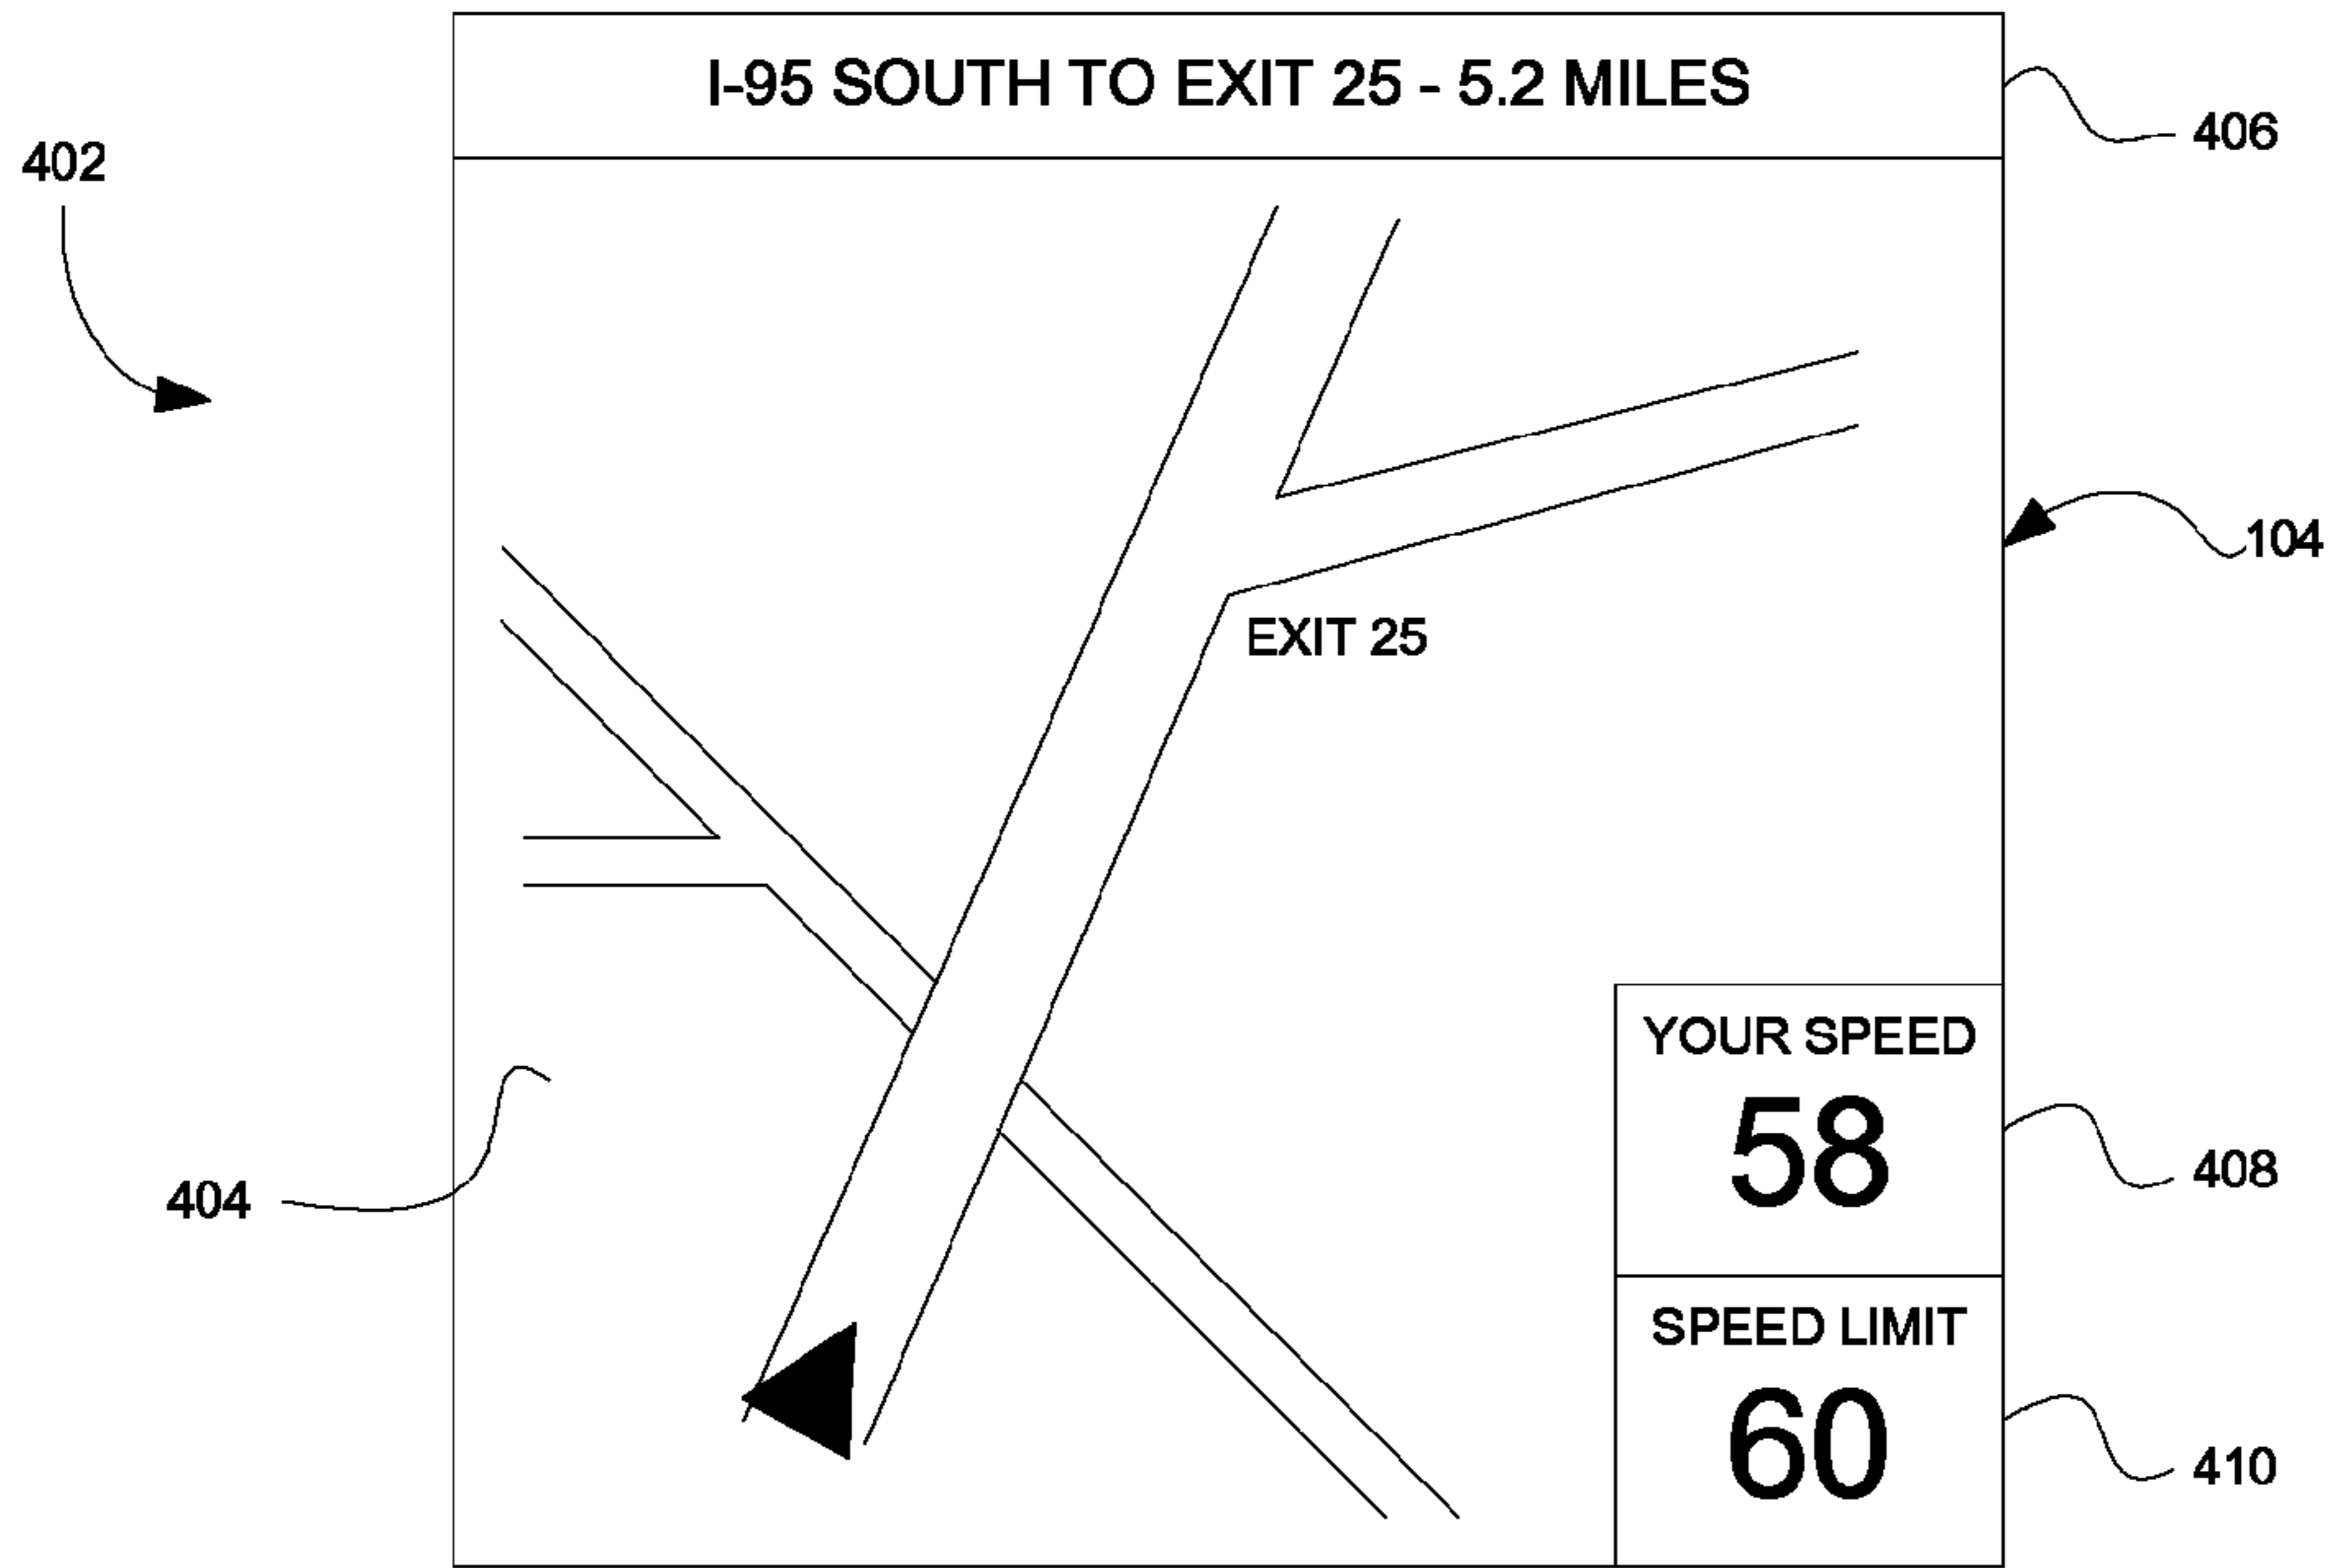 I-95 SOUTH TO EXIT 25 - 5.2 MILES
406
402
104
EXIT 25
YOUR SPEED
58
408
404
SPEED LIMIT
60
410